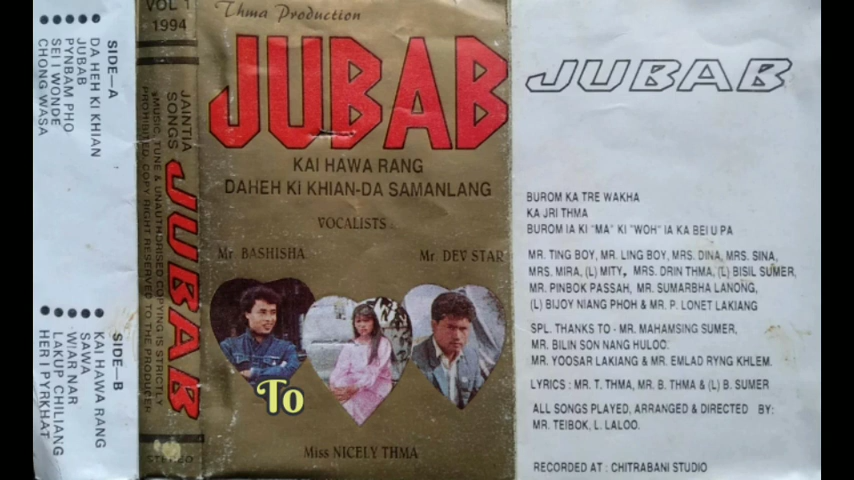 SIDE—A
DA HEH KI KHIAN
JUBAB
PYNBAM PHO
SEI I WONDE
CHONG WASA
SIDE—B
KAI HAWA RANG
SAWA
WIAR NAR
LAKUP CHILIANG
HER I PYRKHAT
VOL 1
1994
JAINTIA
SONGS
JUBAB
MUSIC, TUNE & UNAUTHORISED COPYING IS STRICTLY
PROHIBITED. COPY RIGHT RESERVED TO THE PRODUCER
STEREO
Thma Production
JUBAB
KAI HAWA RANG
DAHEH KI KHIAN-DA SAMANLANG
VOCALISTS
Mr. BASHISHA
Mr. DEV STAR
To
Miss NICELY THMA
JUBAB
BUROM KA TRE WAKHA
KA JRI THMA
BUROM IA KI "MA" KI "WOH" IA KA BEI U PA
MR. TING BOY, MR. LING BOY, MRS. DINA, MRS. SINA,
MRS. MIRA, (L) MITY, MRS. DRIN THMA, (L) BISIL SUMER,
MR. PINBOK PASSAH, MR. SUMARBHA LANONG,
(L) BIJOY NIANG PHOH & MR. P. LONET LAKIANG
SPL. THANKS TO - MR. MAHAMSING SUMER,
MR. BILIN SON NANG HULOO.
MR. YOOSAR LAKIANG & MR. EMLAD RYNG KHLEM.
LYRICS : MR. T. THMA, MR. B. THMA & (L) B. SUMER
ALL SONGS PLAYED, ARRANGED & DIRECTED BY:
MR. TEIBOK, L. LALOO.
RECORDED AT : CHITRABANI STUDIO